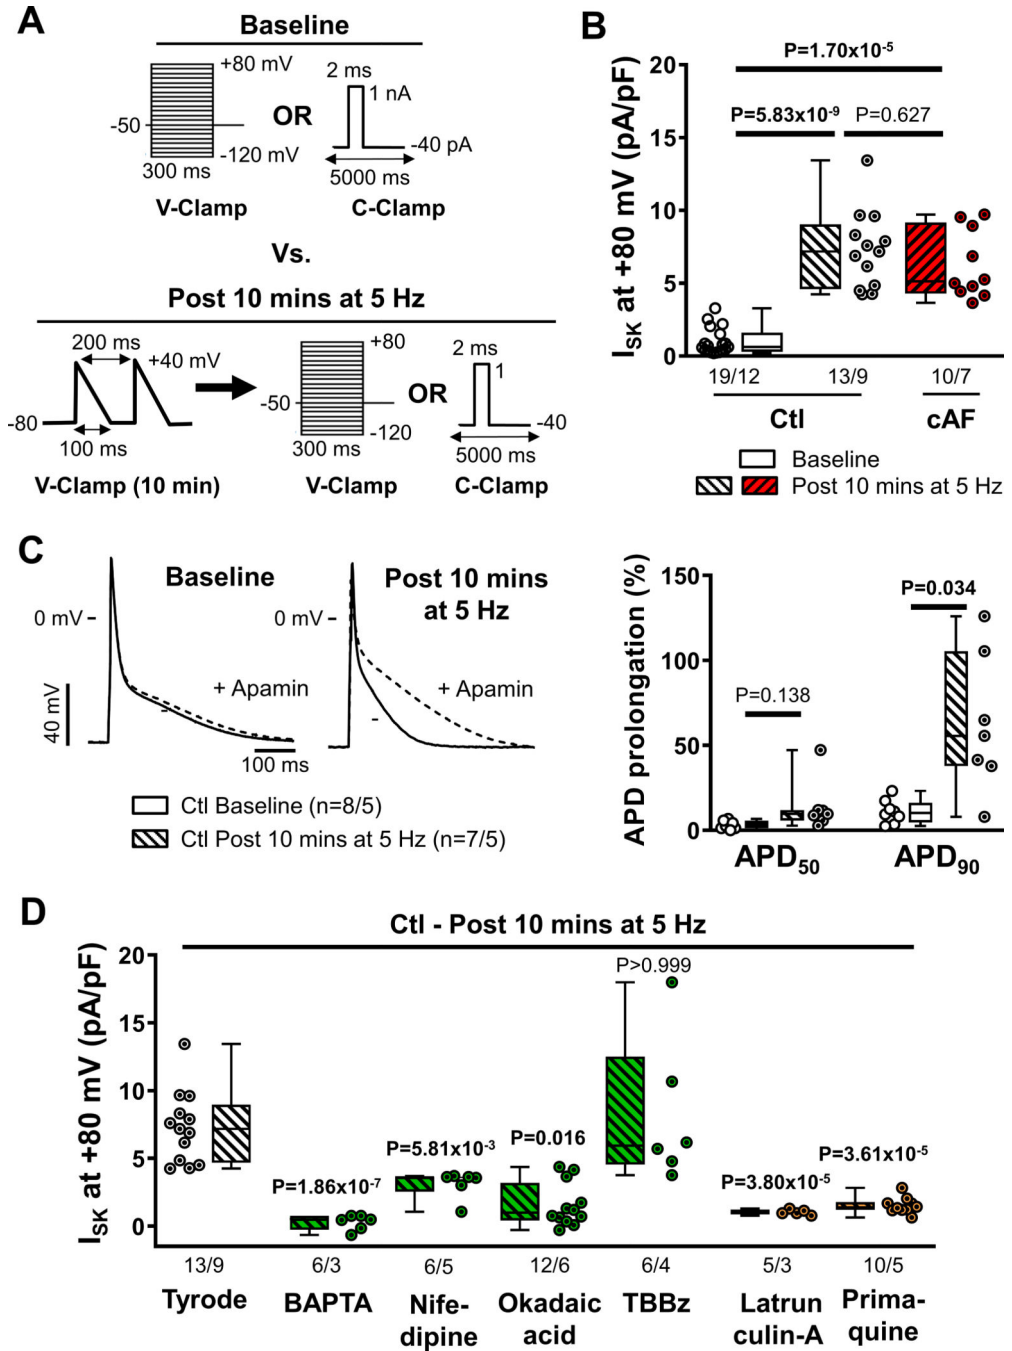 A
Baseline
+80 mV
-50
-120 mV
300 ms
V-Clamp
OR
2 ms
1 nA
-40 pA
5000 ms
C-Clamp
Vs.
Post 10 mins at 5 Hz
200 ms
+40 mV
-80
100 ms
V-Clamp (10 min)
+80
-50
-120
300 ms
V-Clamp
OR
2 ms
1
-40
5000 ms
C-Clamp
B
I_SK at +80 mV (pA/pF)
20
15
10
5
0
P=1.70x10^-5
P=5.83x10^-9
P=0.627
19/12
13/9
10/7
Ctl
cAF
Baseline
Post 10 mins at 5 Hz
C
Baseline
0 mV
+ Apamin
-
40 mV
100 ms
Post 10 mins
at 5 Hz
0 mV
+ Apamin
-
Ctl Baseline (n=8/5)
Ctl Post 10 mins at 5 Hz (n=7/5)
APD prolongation (%)
150
100
50
0
P=0.138
P=0.034
APD50
APD90
D
Ctl - Post 10 mins at 5 Hz
I_SK at +80 mV (pA/pF)
20
15
10
5
0
P=1.86x10^-7
P=5.81x10^-3
P=0.016
P>0.999
P=3.80x10^-5
P=3.61x10^-5
13/9
6/3
6/5
12/6
6/4
5/3
10/5
Tyrode
BAPTA
Nife-
dipine
Okadaic
acid
TBBz
Latrun
culin-A
Prima-
quine